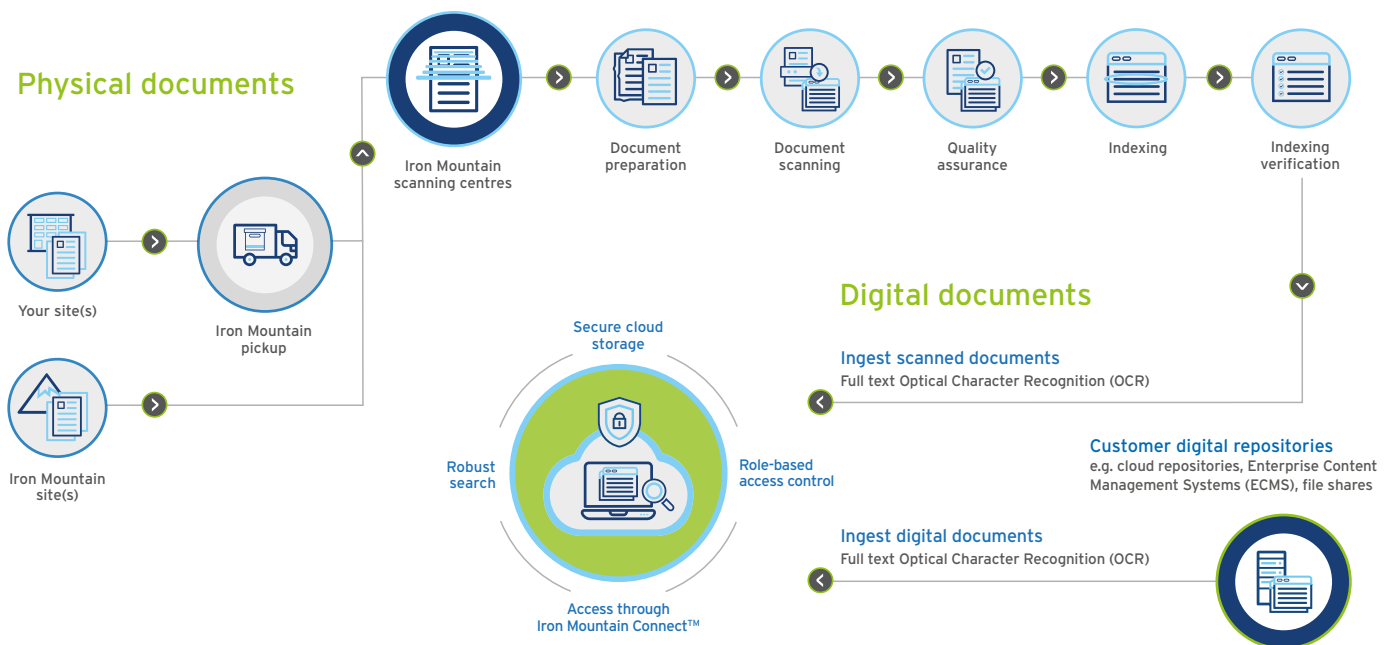 Physical documents
Iron Mountain
scanning centres
Document
preparation
Document
scanning
Quality
assurance
Indexing
Indexing
verification
Your site(s)
Iron Mountain
pickup
Iron Mountain
site(s)
Digital documents
Secure cloud
storage
Robust
search
Role-based
access control
Access through
Iron Mountain Connect™
Ingest scanned documents
Full text Optical Character Recognition (OCR)
Customer digital repositories
e.g. cloud repositories, Enterprise Content
Management Systems (ECMS), file shares
Ingest digital documents
Full text Optical Character Recognition (OCR)